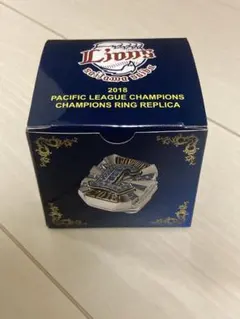 Lions
2018
PACIFIC LEAGUE CHAMPIONS
CHAMPIONS RING REPLICA